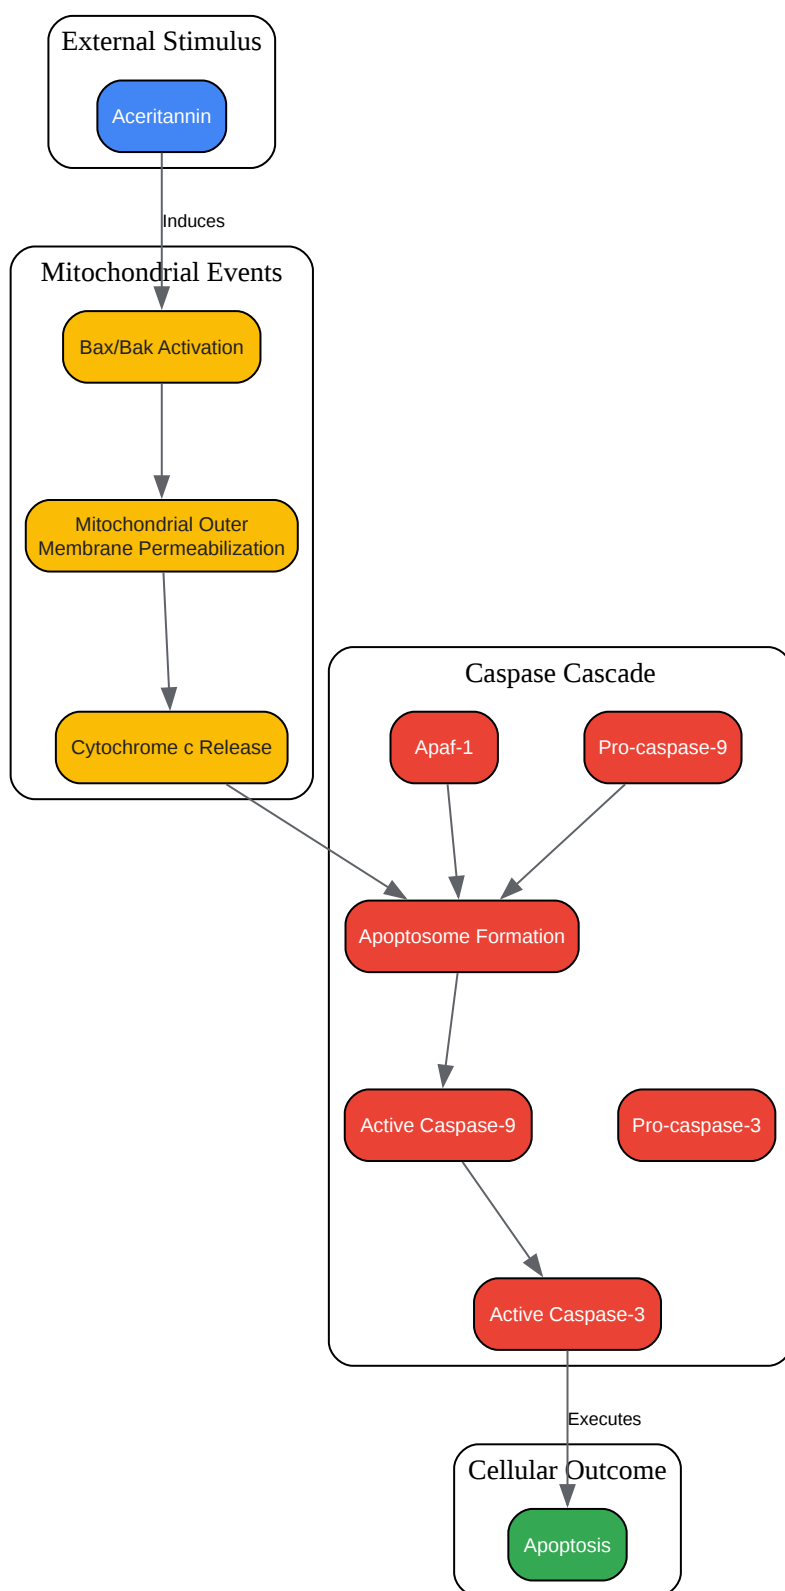 External Stimulus
Aceritannin
Induces
Mitochondrial Events
Bax/Bak Activation
Mitochondrial Outer
Membrane Permeabilization
Cytochrome c Release
Caspase Cascade
Apaf-1
Pro-caspase-9
Apoptosome Formation
Active Caspase-9
Pro-caspase-3
Active Caspase-3
Executes
Cellular Outcome
Apoptosis